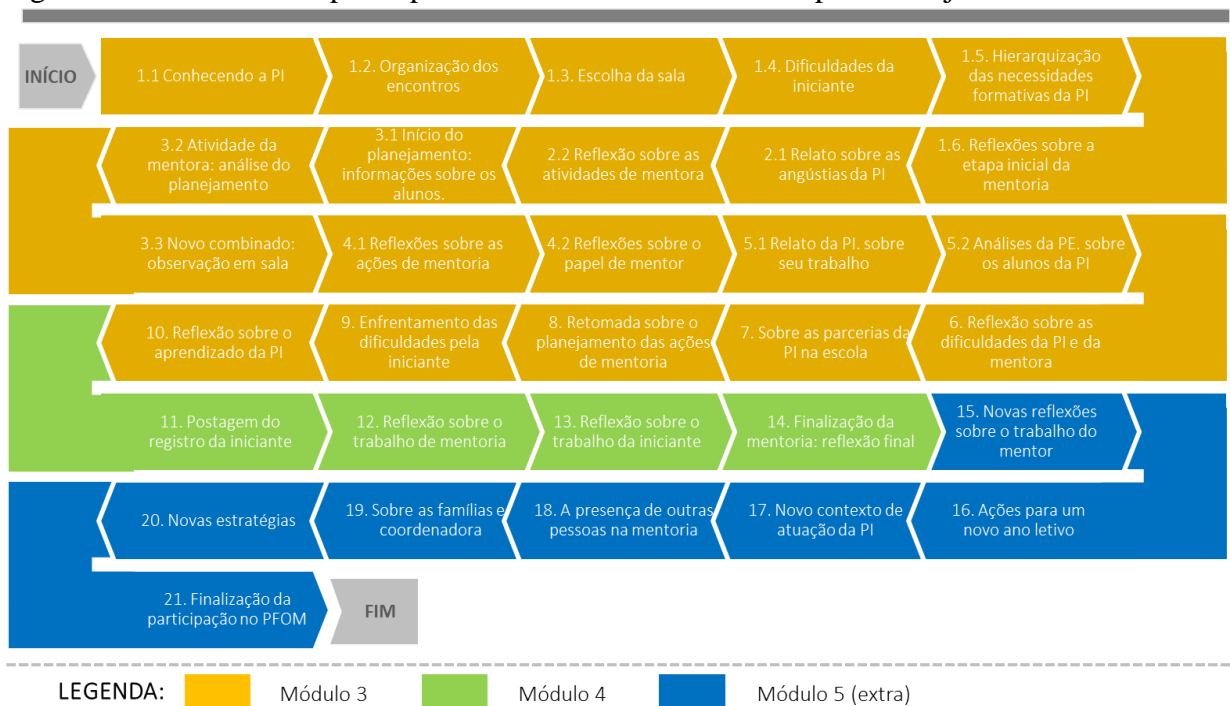 INÍCIO
1.1 Conhecendo a PI
1.2. Organização dos
encontros
1.3. Escolha da sala
1.4. Dificuldades da
iniciante
1.5. Hierarquização
das necessidades
formativas da PI
1.6. Reflexões sobre a
etapa inicial da
mentoria
2.1 Relato sobre as
angústias da PI
2.2 Reflexão sobre as
atividades de mentora
3.1 Início do
planejamento:
informações sobre os
alunos.
3.2 Atividade da
mentora: análise do
planejamento
3.3 Novo combinado:
observação em sala
4.1 Reflexões sobre as
ações de mentoria
4.2 Reflexões sobre o
papel de mentor
5.1 Relato da PI. sobre
seu trabalho
5.2 Análises da PE. sobre
os alunos da PI
6. Reflexão sobre as
dificuldades da PI e da
mentora
7. Sobre as parcerias da
PI na escola
8. Retomada sobre o
planejamento das ações
de mentoria
9. Enfrentamento das
dificuldades pela
iniciante
10. Reflexão sobre o
aprendizado da PI
11. Postagem do
registro da iniciante
12. Reflexão sobre o
trabalho de mentoria
13. Reflexão sobre o
trabalho da iniciante
14. Finalização da
mentoria: reflexão final
15. Novas reflexões
sobre o trabalho do
mentor
16. Ações para um
novo ano letivo
17. Novo contexto de
atuação da PI
18. A presença de outras
pessoas na mentoria
19. Sobre as famílias e
coordenadora
20. Novas estratégias
21. Finalização da
participação no PFOM
FIM
LEGENDA:
Módulo 3
Módulo 4
Módulo 5 (extra)